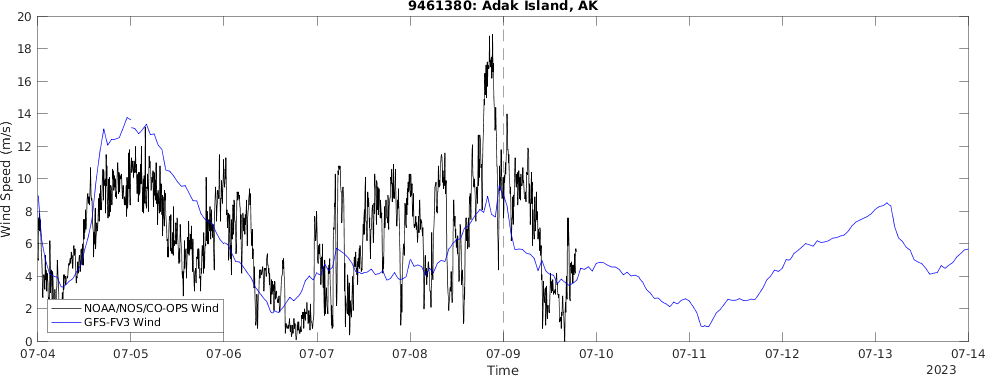 9461380: Adak Island, AK
Wind Speed (m/s)
20
18
16
14
12
10
8
6
4
2
0
NOAA/NOS/CO-OPS Wind
GFS-FV3 Wind
07-04 07-05 07-06 07-07 07-08 07-09 07-10 07-11 07-12 07-13 07-14
Time
2023